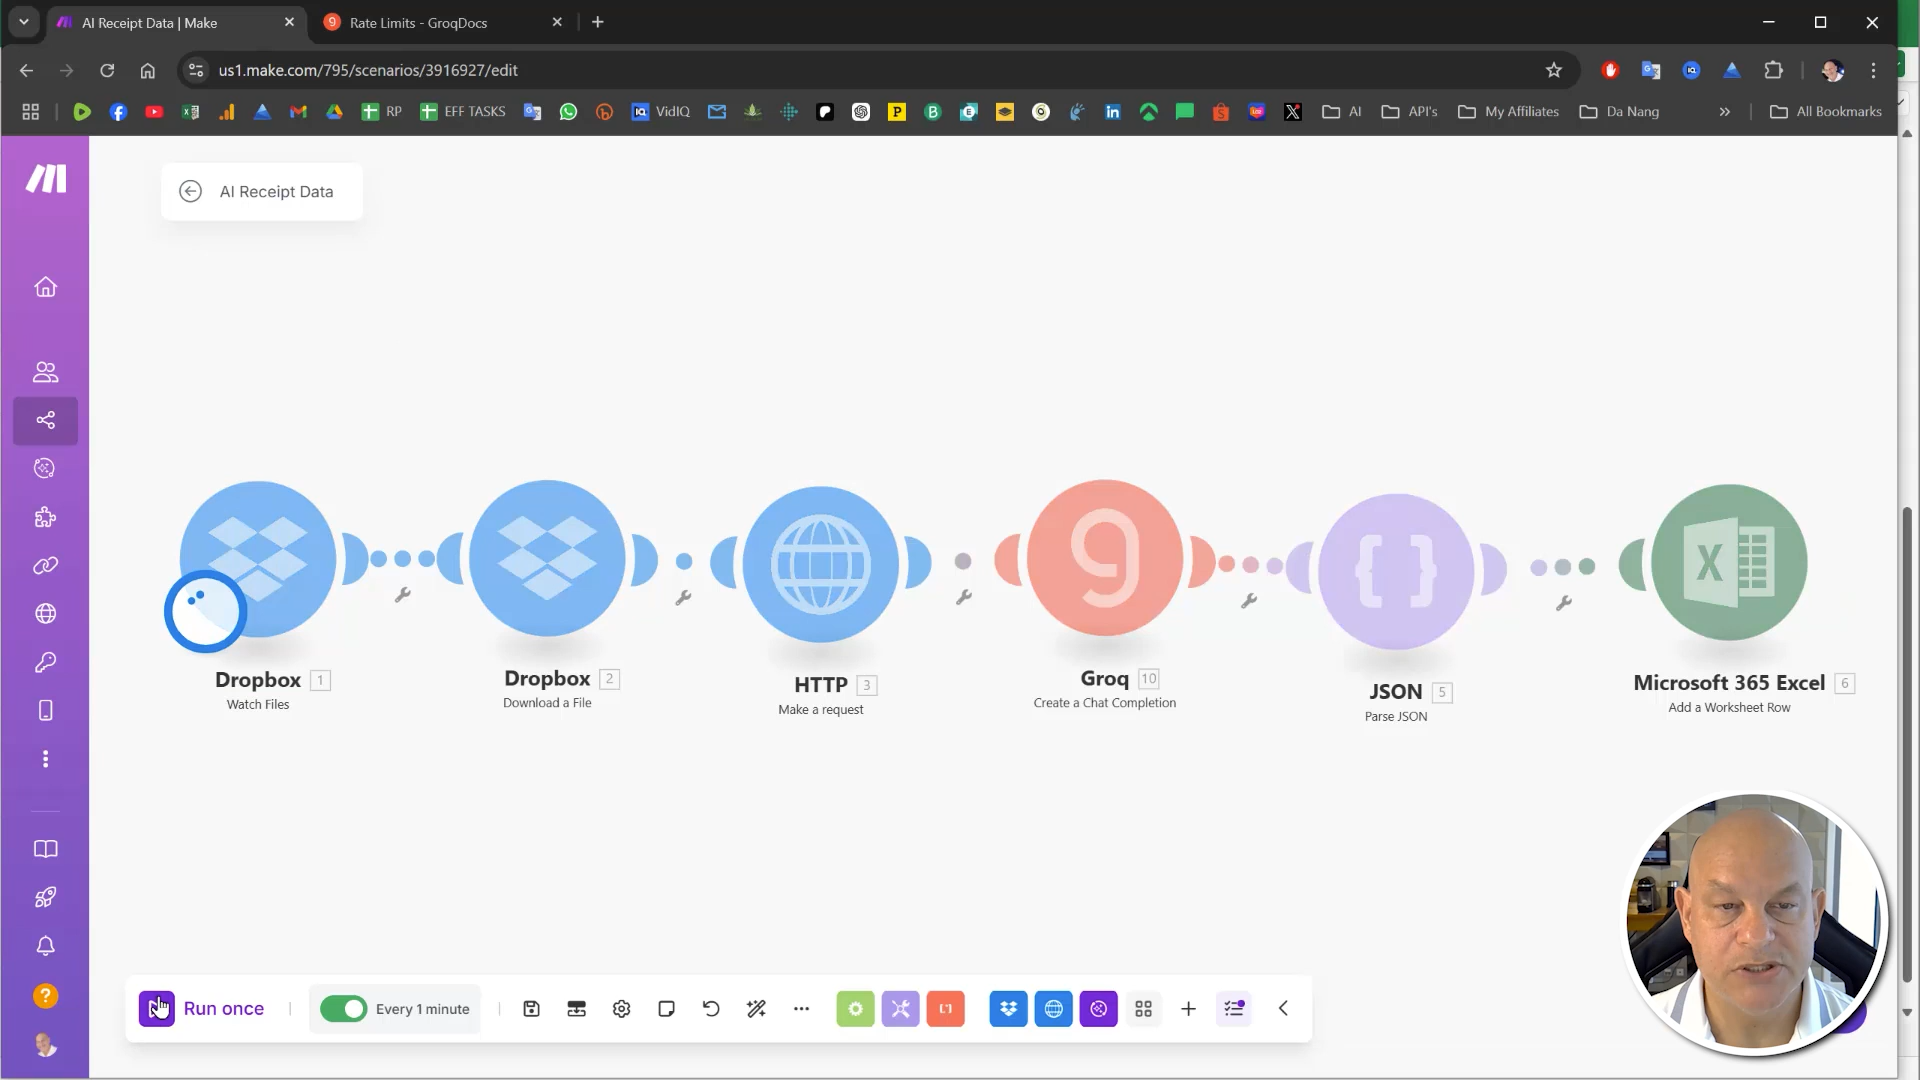 AI Receipt Data | Make
Rate Limits - GroqDocs
us1.make.com/795/scenarios/3916927/edit
RP
EFF TASKS
VidIQ
AI
API's
My Affiliates
Da Nang
All Bookmarks
AI Receipt Data
Dropbox 1
Watch Files
Dropbox 2
Download a File
HTTP 3
Make a request
Groq 10
Create a Chat Completion
JSON 5
Parse JSON
Microsoft 365 Excel 6
Add a Worksheet Row
Run once
Every 1 minute